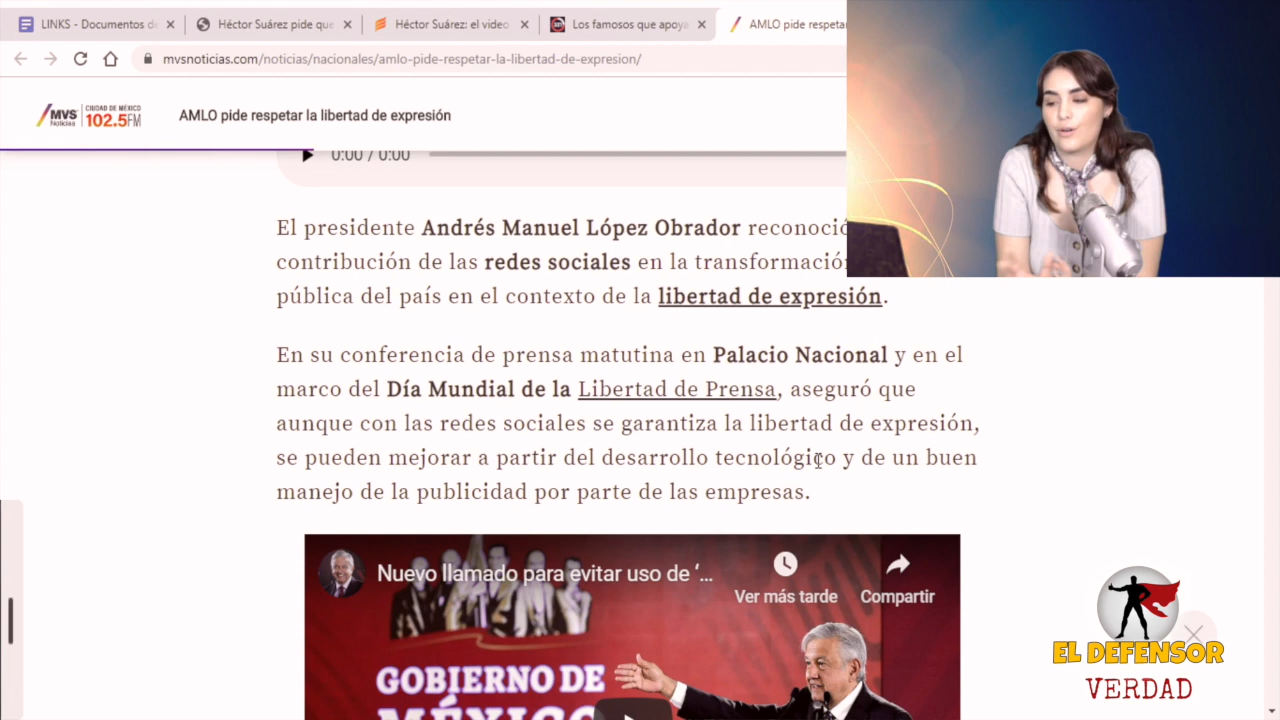 LINKS - Documentos de
Héctor Suárez pide que
Héctor Suárez: el video
Los famosos que apoya
AMLO pide respetar
mvsnoticias.com/noticias/nacionales/amlo-pide-respetar-la-libertad-de-expresion/
MVS Noticias
CIUDAD DE MÉXICO
102.5FM
AMLO pide respetar la libertad de expresión
0:00 / 0:00
El presidente Andrés Manuel López Obrador reconoció
contribución de las redes sociales en la transformación
pública del país en el contexto de la libertad de expresión.
En su conferencia de prensa matutina en Palacio Nacional y en el
marco del Día Mundial de la Libertad de Prensa, aseguró que
aunque con las redes sociales se garantiza la libertad de expresión,
se pueden mejorar a partir del desarrollo tecnológico y de un buen
manejo de la publicidad por parte de las empresas.
Nuevo llamado para evitar uso de ‘...
Ver más tarde
Compartir
GOBIERNO DE
MÉXICO
EL DEFENSOR
VERDAD